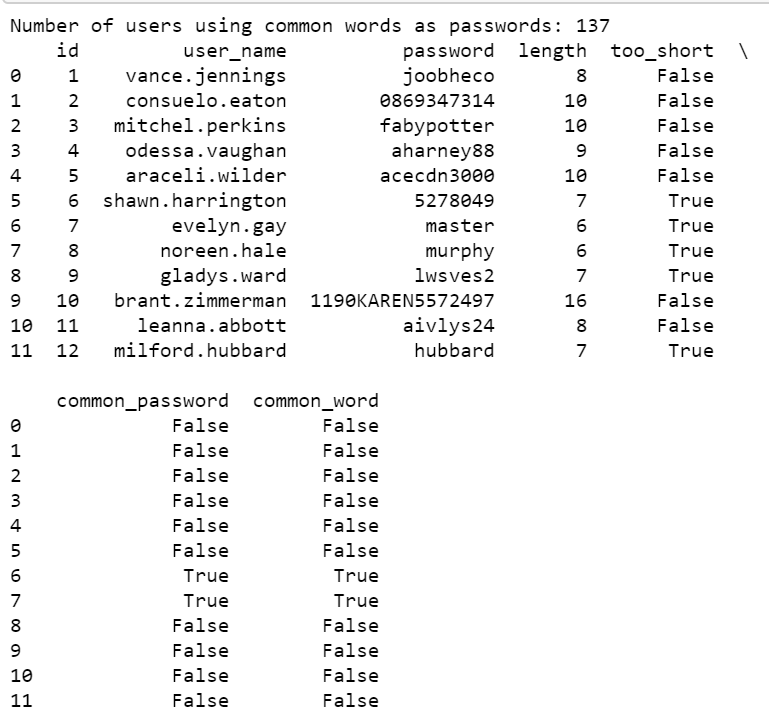 Number of users using common words as passwords: 137
    id        user_name          password  length  too_short  \
0    1    vance.jennings          joobheco       8      False
1    2     consuelo.eaton        0869347314      10      False
2    3   mitchel.perkins        fabypotter      10      False
3    4    odessa.vaughan         aharney88       9      False
4    5    araceli.wilder        acecdn3000      10      False
5    6  shawn.harrington           5278049       7       True
6    7        evelyn.gay            master       6       True
7    8       noreen.hale            murphy       6       True
8    9       gladys.ward           lwsves2       7       True
9   10   brant.zimmerman  1190KAREN5572497      16      False
10  11     leanna.abbott          aivlys24       8      False
11  12   milford.hubbard           hubbard       7       True
    common_password  common_word
0             False        False
1             False        False
2             False        False
3             False        False
4             False        False
5             False        False
6              True         True
7              True         True
8             False        False
9             False        False
10            False        False
11            False        False